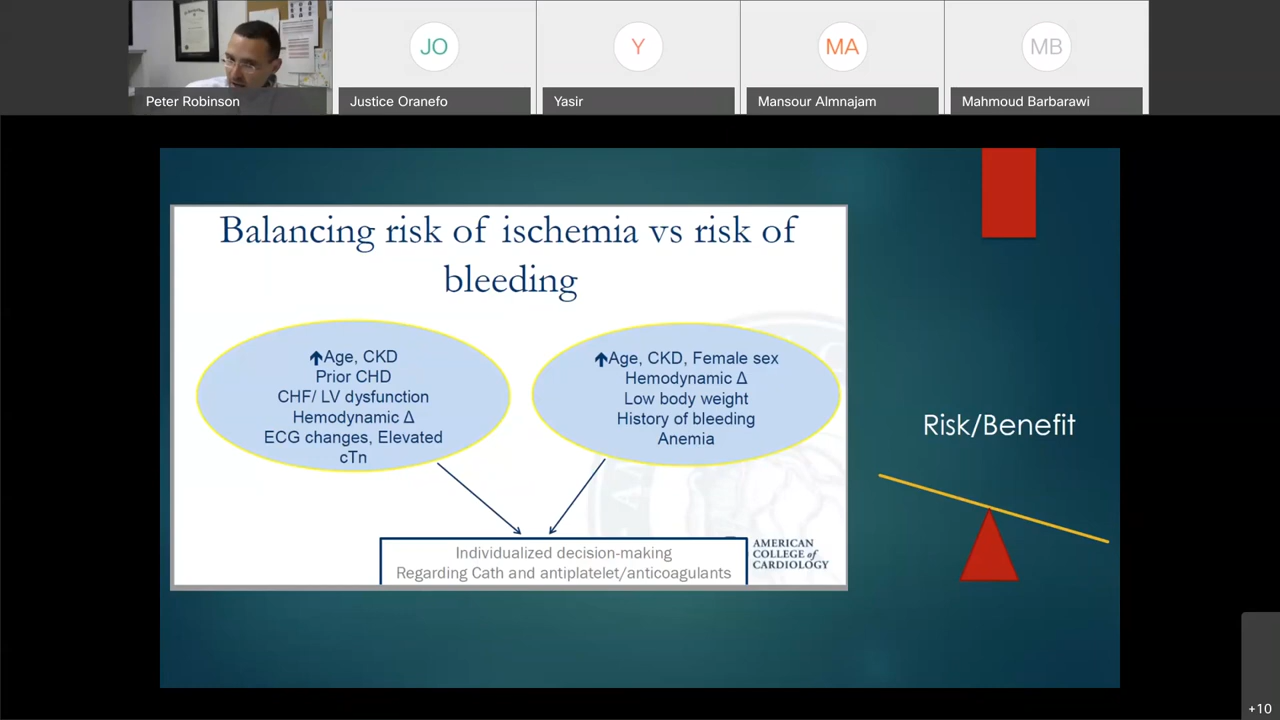 JO
Y
MA
MB
Peter Robinson
Justice Oranefo
Yasir
Mansour Almnajam
Mahmoud Barbarawi
Balancing risk of ischemia vs risk of
bleeding
↑Age, CKD
Prior CHD
CHF/ LV dysfunction
Hemodynamic Δ
ECG changes, Elevated
cTn
↑Age, CKD, Female sex
Hemodynamic Δ
Low body weight
History of bleeding
Anemia
Individualized decision-making
Regarding Cath and antiplatelet/anticoagulants
AMERICAN
COLLEGE of
CARDIOLOGY
Risk/Benefit
+10